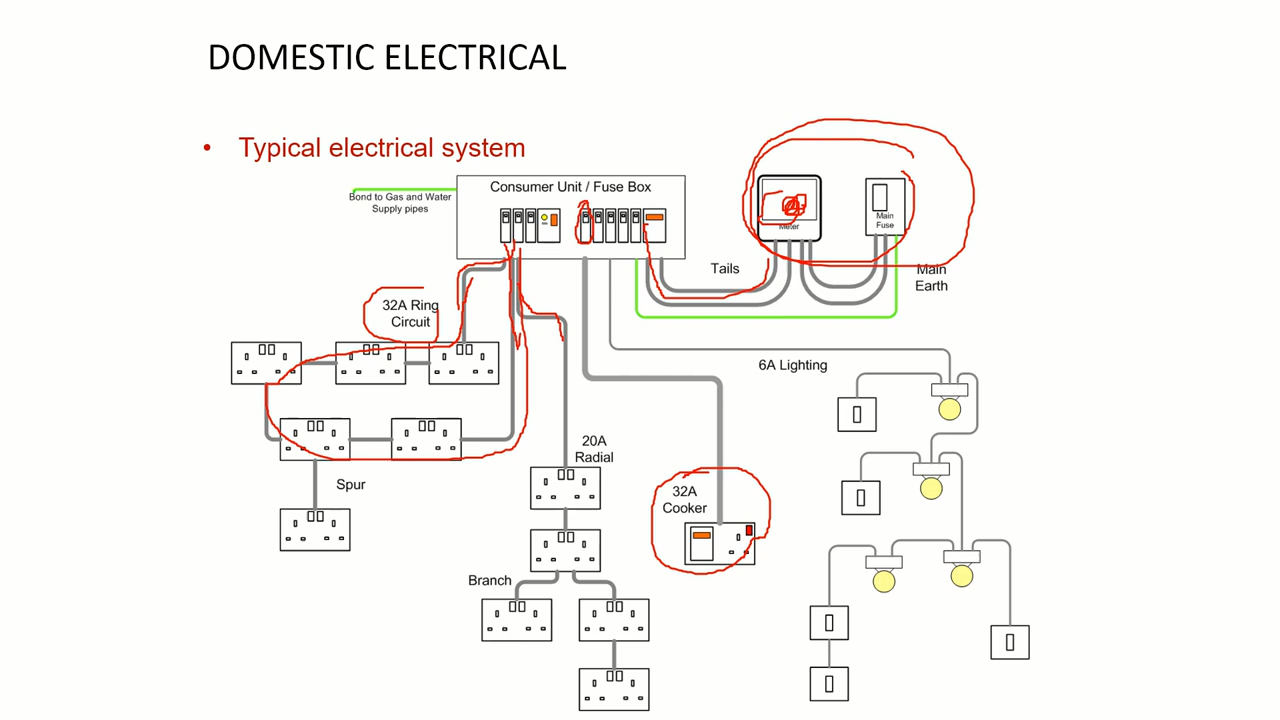 DOMESTIC ELECTRICAL
• Typical electrical system
Consumer Unit / Fuse Box
Bond to Gas and Water
Supply pipes
Meter
Main
Fuse
Tails
Main
Earth
32A Ring
Circuit
6A Lighting
20A
Radial
Spur
32A
Cooker
Branch